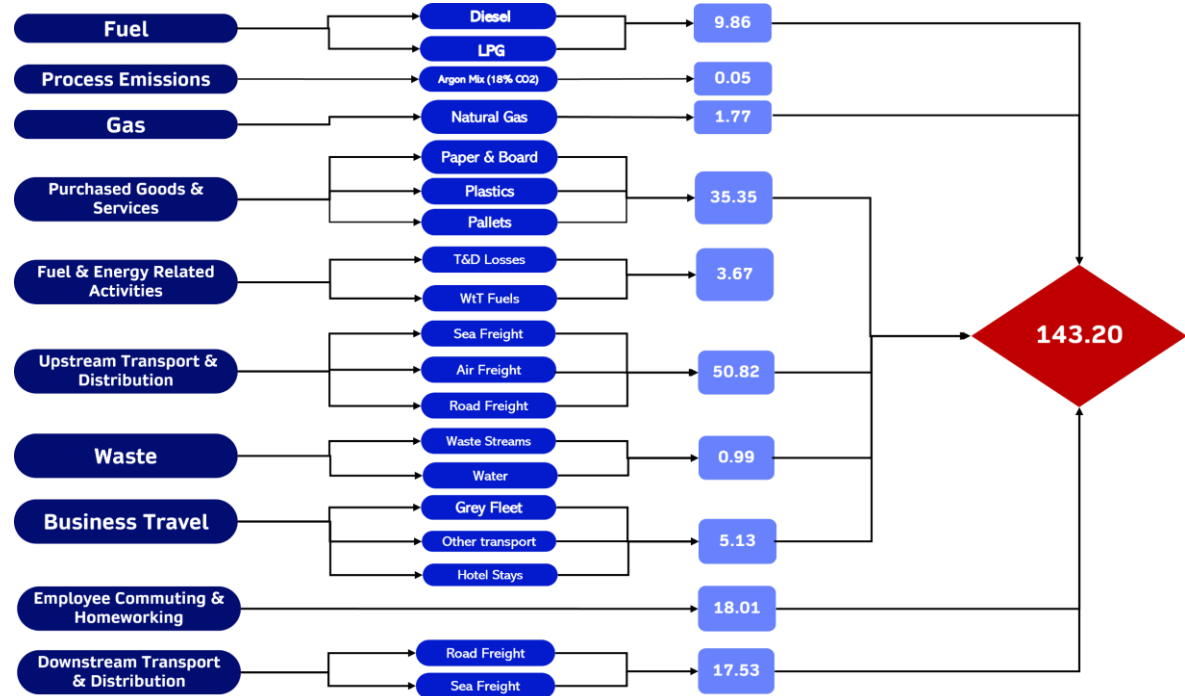 Fuel
Diesel
LPG
9.86
Process Emissions
Argon Mix (18% CO2)
0.05
Gas
Natural Gas
1.77
Purchased Goods &
Services
Paper & Board
Plastics
Pallets
35.35
Fuel & Energy Related
Activities
T&D Losses
WtT Fuels
3.67
143.20
Upstream Transport &
Distribution
Sea Freight
Air Freight
Road Freight
50.82
Waste
Waste Streams
Water
0.99
Business Travel
Grey Fleet
Other transport
Hotel Stays
5.13
Employee Commuting &
Homeworking
18.01
Downstream Transport
& Distribution
Road Freight
Sea Freight
17.53